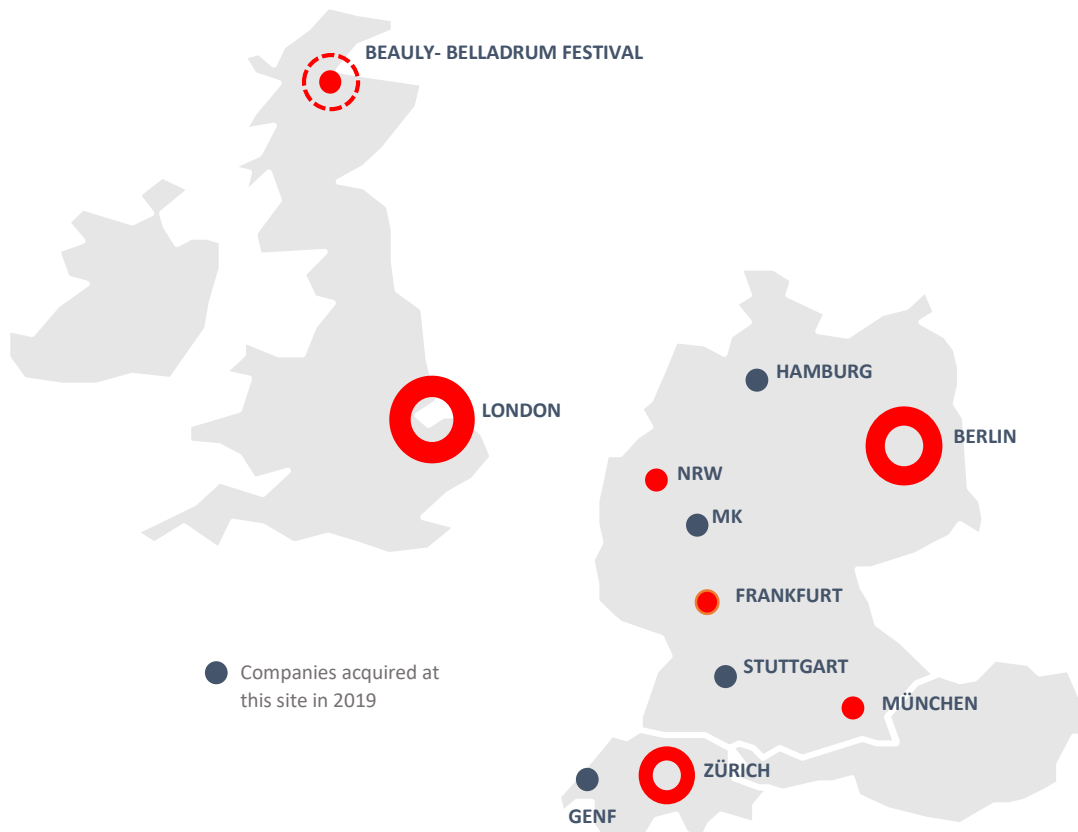 BEAULY- BELLADRUM FESTIVAL
HAMBURG
LONDON
BERLIN
NRW
MK
FRANKFURT
STUTTGART
Companies acquired at
this site in 2019
MÜNCHEN
ZÜRICH
GENF